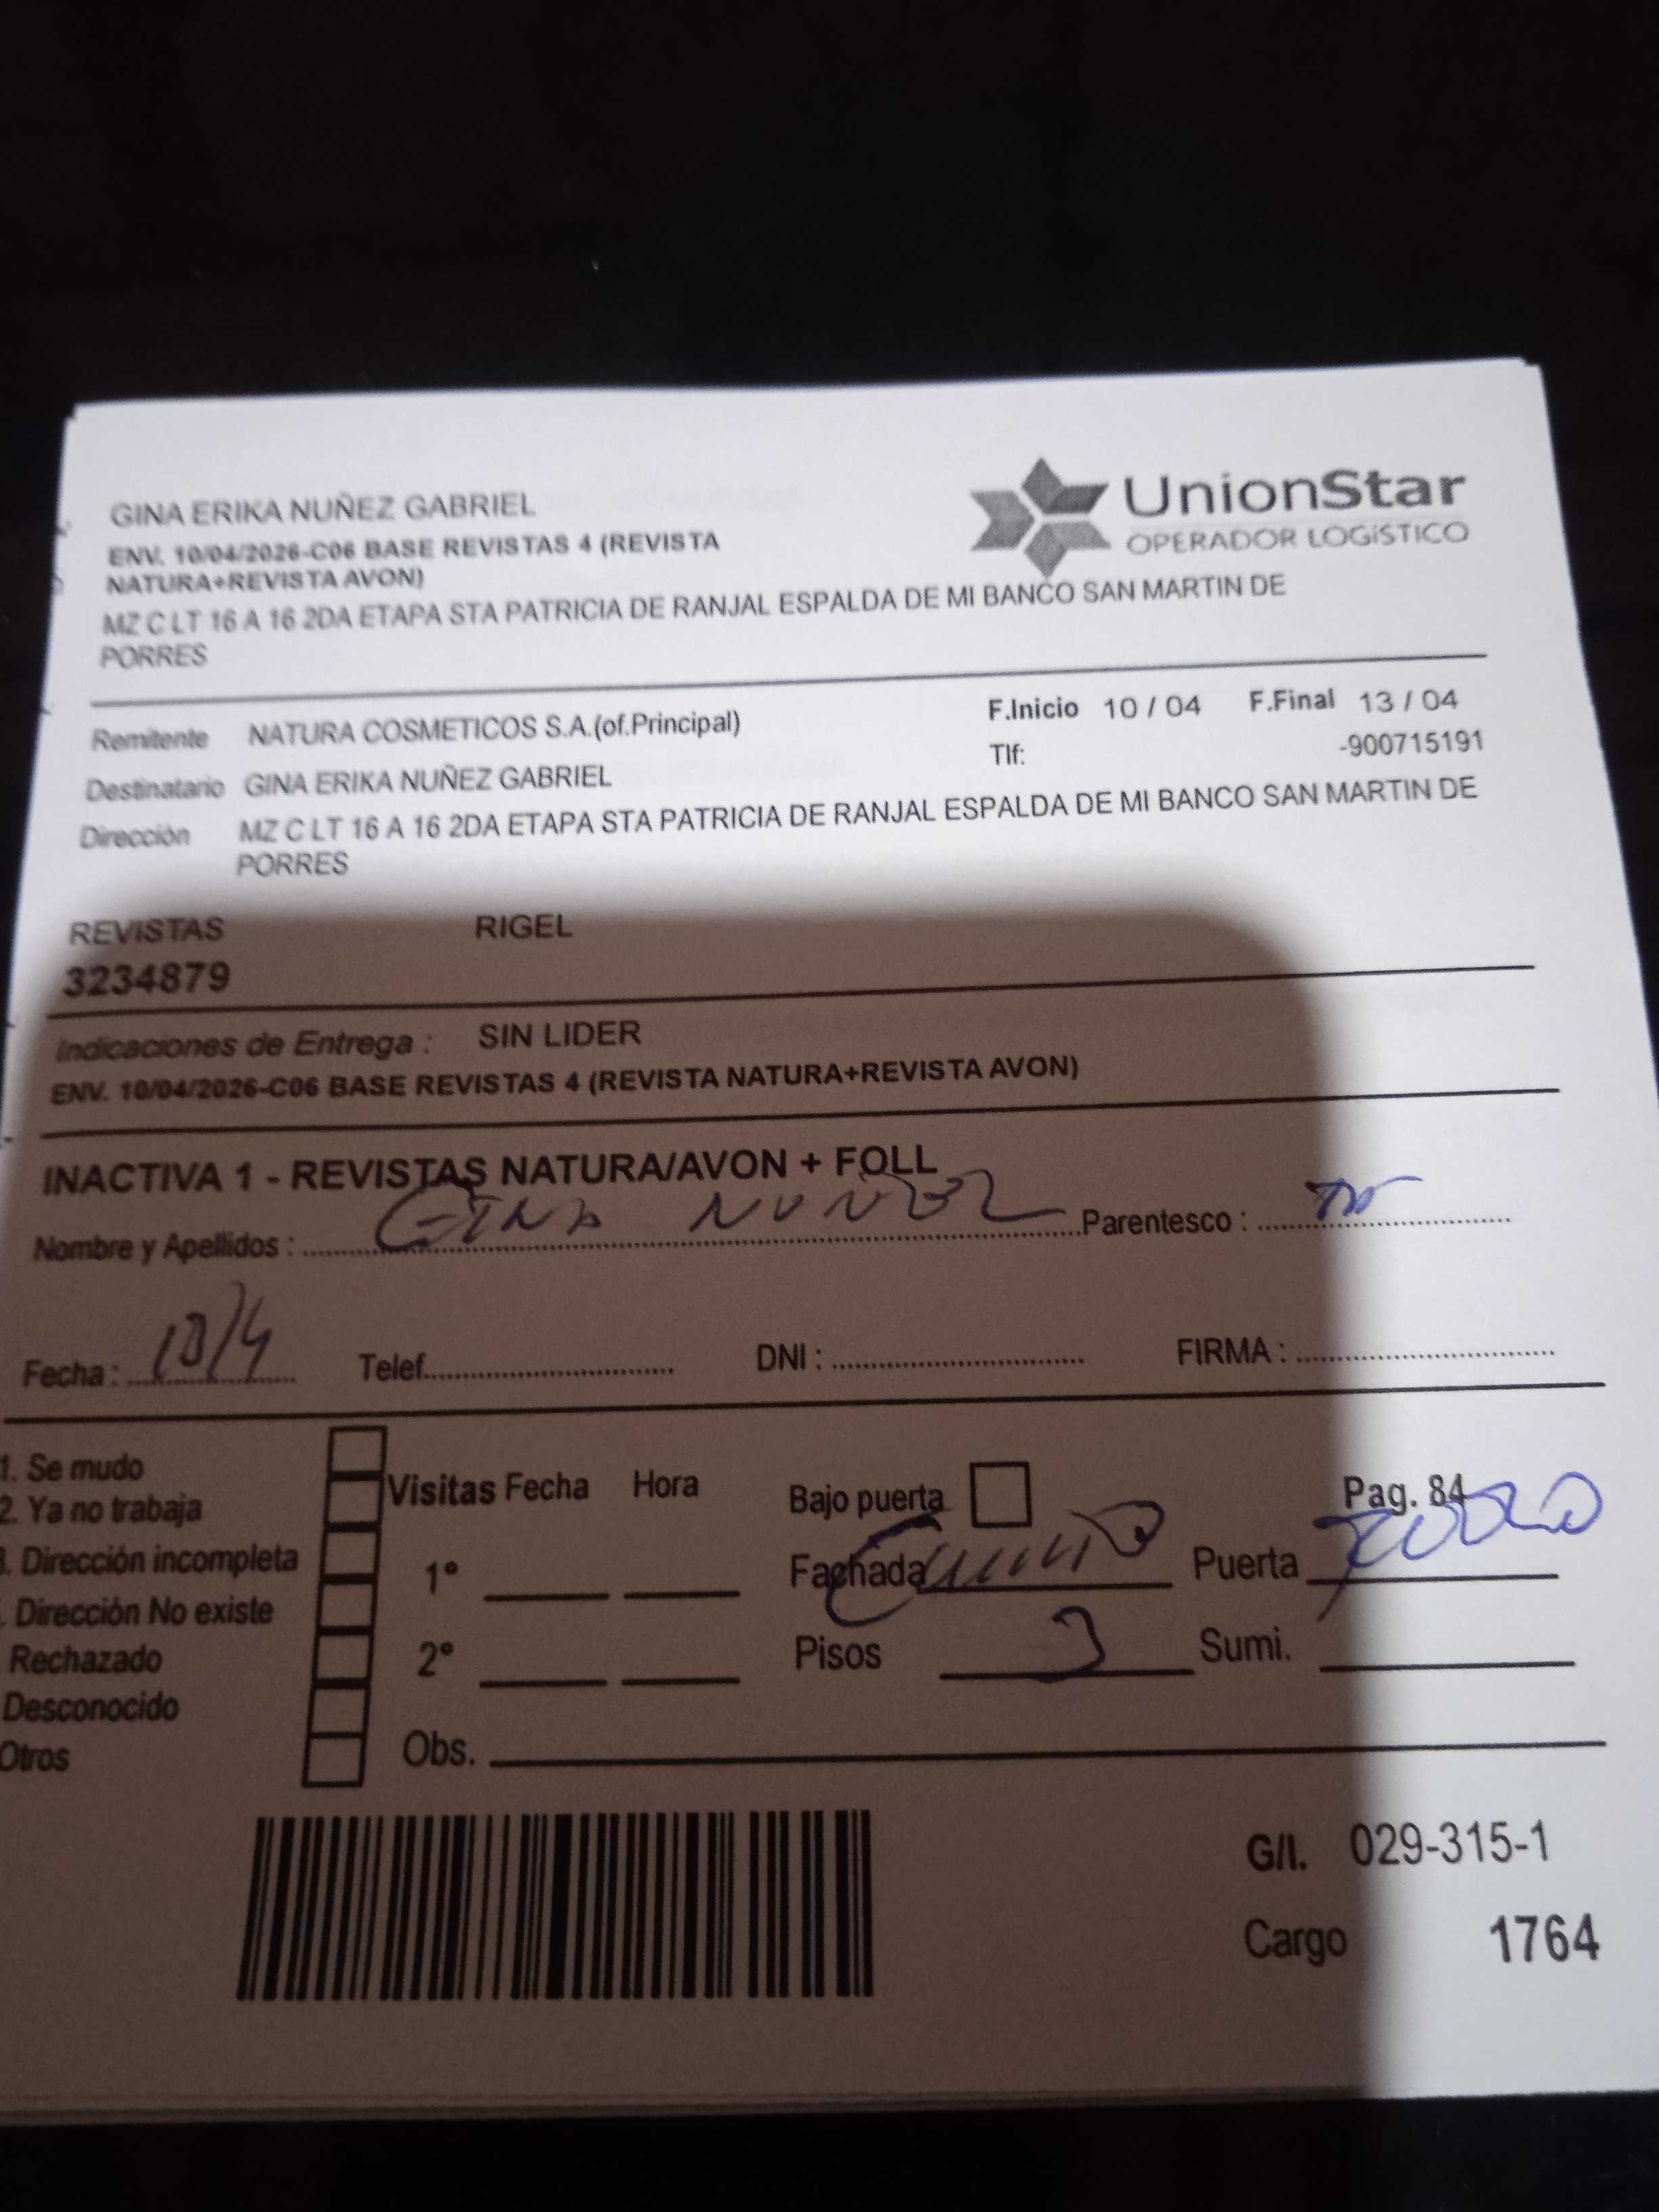 GINA ERIKA NUÑEZ GABRIEL
ENV. 10/04/2026-C06 BASE REVISTAS 4 (REVISTA
NATURA+REVISTA AVON)
MZ C LT 16 A 16 2DA ETAPA STA PATRICIA DE RANJAL ESPALDA DE MI BANCO SAN MARTIN DE
PORRES
UnionStar
OPERADOR LOGÍSTICO
Remitente NATURA COSMETICOS S.A.(of.Principal) F.Inicio 10 / 04 F.Final 13 / 04
Destinatario GINA ERIKA NUÑEZ GABRIEL Tlf: -900715191
Dirección MZ C LT 16 A 16 2DA ETAPA STA PATRICIA DE RANJAL ESPALDA DE MI BANCO SAN MARTIN DE
PORRES
REVISTAS RIGEL
3234879
Indicaciones de Entrega : SIN LIDER
ENV. 10/04/2026-C06 BASE REVISTAS 4 (REVISTA NATURA+REVISTA AVON)
INACTIVA 1 - REVISTAS NATURA/AVON + FOLL
Nombre y Apellidos : GINA NUNEZ Parentesco :
Fecha : 10/4 Telef. DNI : FIRMA :
1. Se mudo
2. Ya no trabaja
. Dirección incompleta
. Dirección No existe
Rechazado
Desconocido
Otros
Visitas Fecha Hora
1°
2°
Obs.
Bajo puerta Pag. 84
Fachada Puerta
Pisos 3 Sumi.
G/I. 029-315-1
Cargo 1764